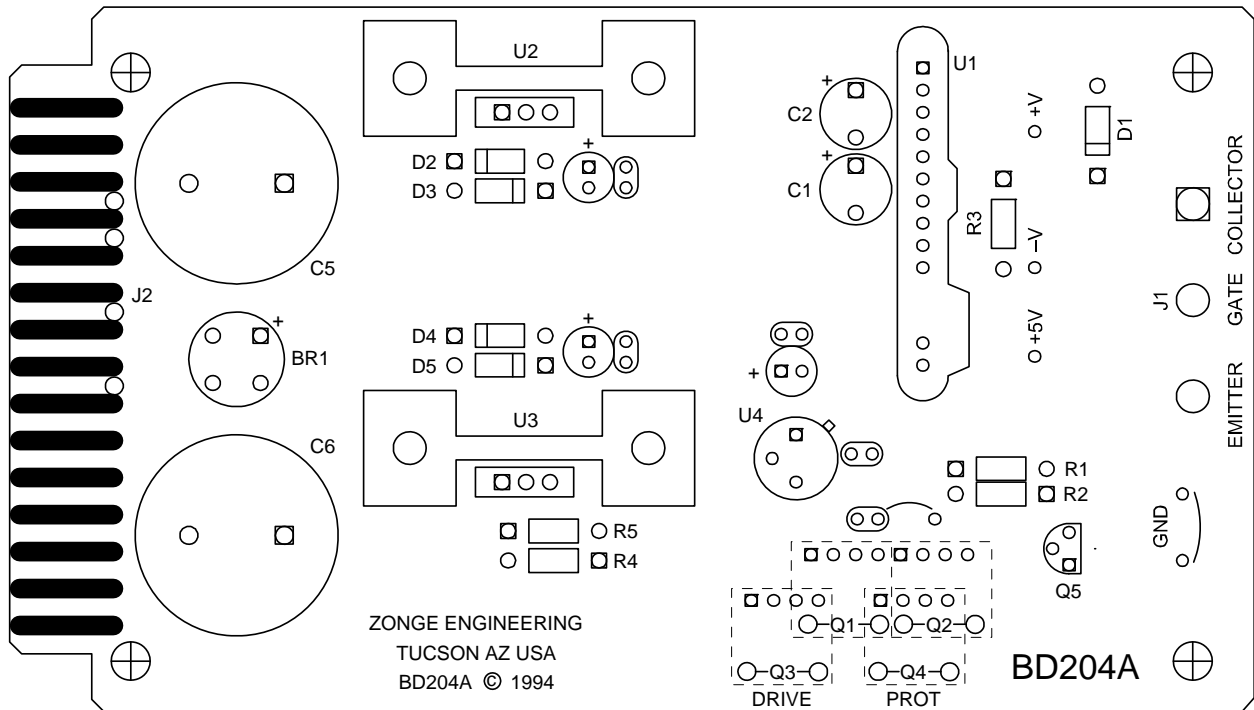 U2
U1
+
C2
+V
D1
D2
+
D3
+
C1
R3
COLLECTOR
–V
C5
J2
GATE
J1
+
BR1
D4
+
D5
+5V
+
U3
U4
EMITTER
C6
R1
R2
R5
R4
GND
Q5
Q1
Q2
ZONGE ENGINEERING
TUCSON AZ USA
BD204A © 1994
Q3
Q4
BD204A
DRIVE
PROT